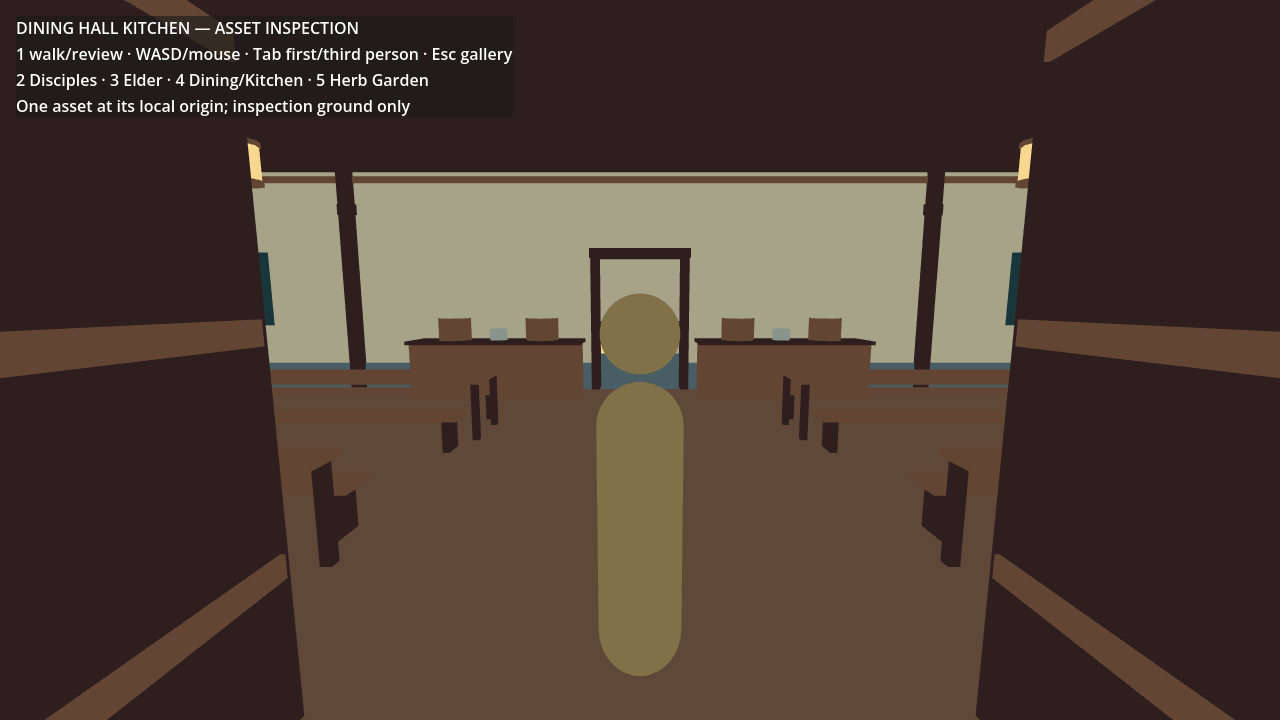 DINING HALL KITCHEN — ASSET INSPECTION
1 walk/review · WASD/mouse · Tab first/third person · Esc gallery
2 Disciples · 3 Elder · 4 Dining/Kitchen · 5 Herb Garden
One asset at its local origin; inspection ground only